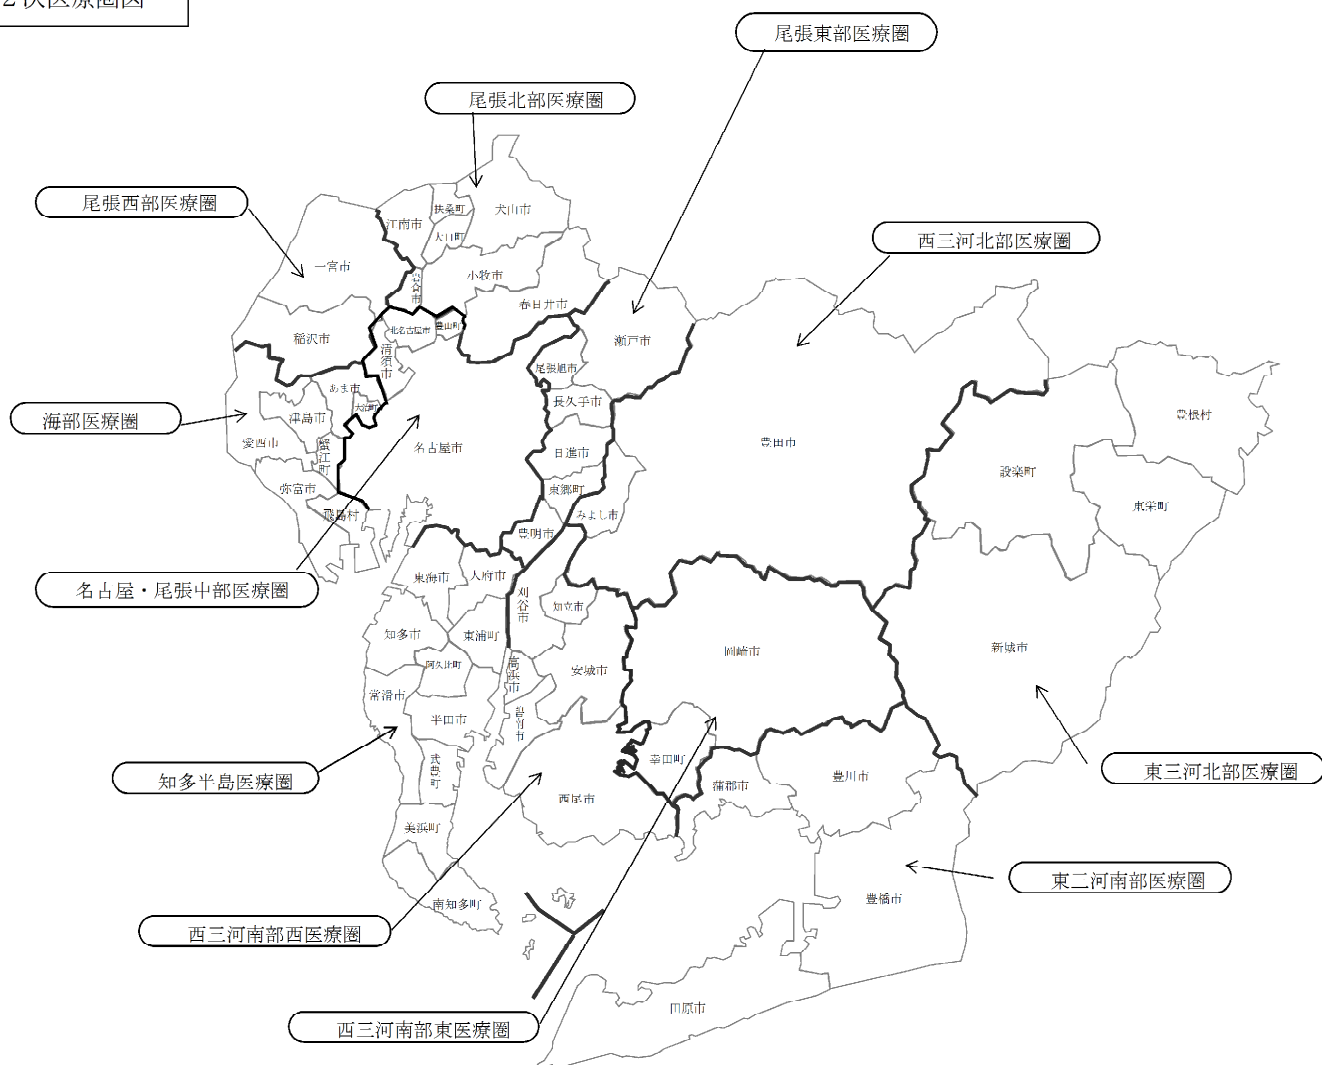 2次医療圏図
尾張東部医療圏
尾張北部医療圏
尾張西部医療圏
西三河北部医療圏
扶桑町
犬山市
江南市
大口町
一宮市
岩倉市
小牧市
春日井市
北名古屋市
豊山町
稲沢市
清須市
瀬戸市
尾張旭市
あま市
大治町
長久手市
海部医療圏
津島市
愛西市
蟹江町
名古屋市
日進市
豊田市
豊根村
設楽町
東栄町
弥富市
東郷町
飛島村
みよし市
豊明市
名古屋・尾張中部医療圏
東海市
大府市
刈谷市
知立市
知多市
東浦町
阿久比町
高浜市
安城市
岡崎市
新城市
常滑市
半田市
碧南市
武豊町
幸田町
知多半島医療圏
西尾市
蒲郡市
豊川市
東三河北部医療圏
美浜町
東三河南部医療圏
豊橋市
南知多町
西三河南部西医療圏
田原市
西三河南部東医療圏